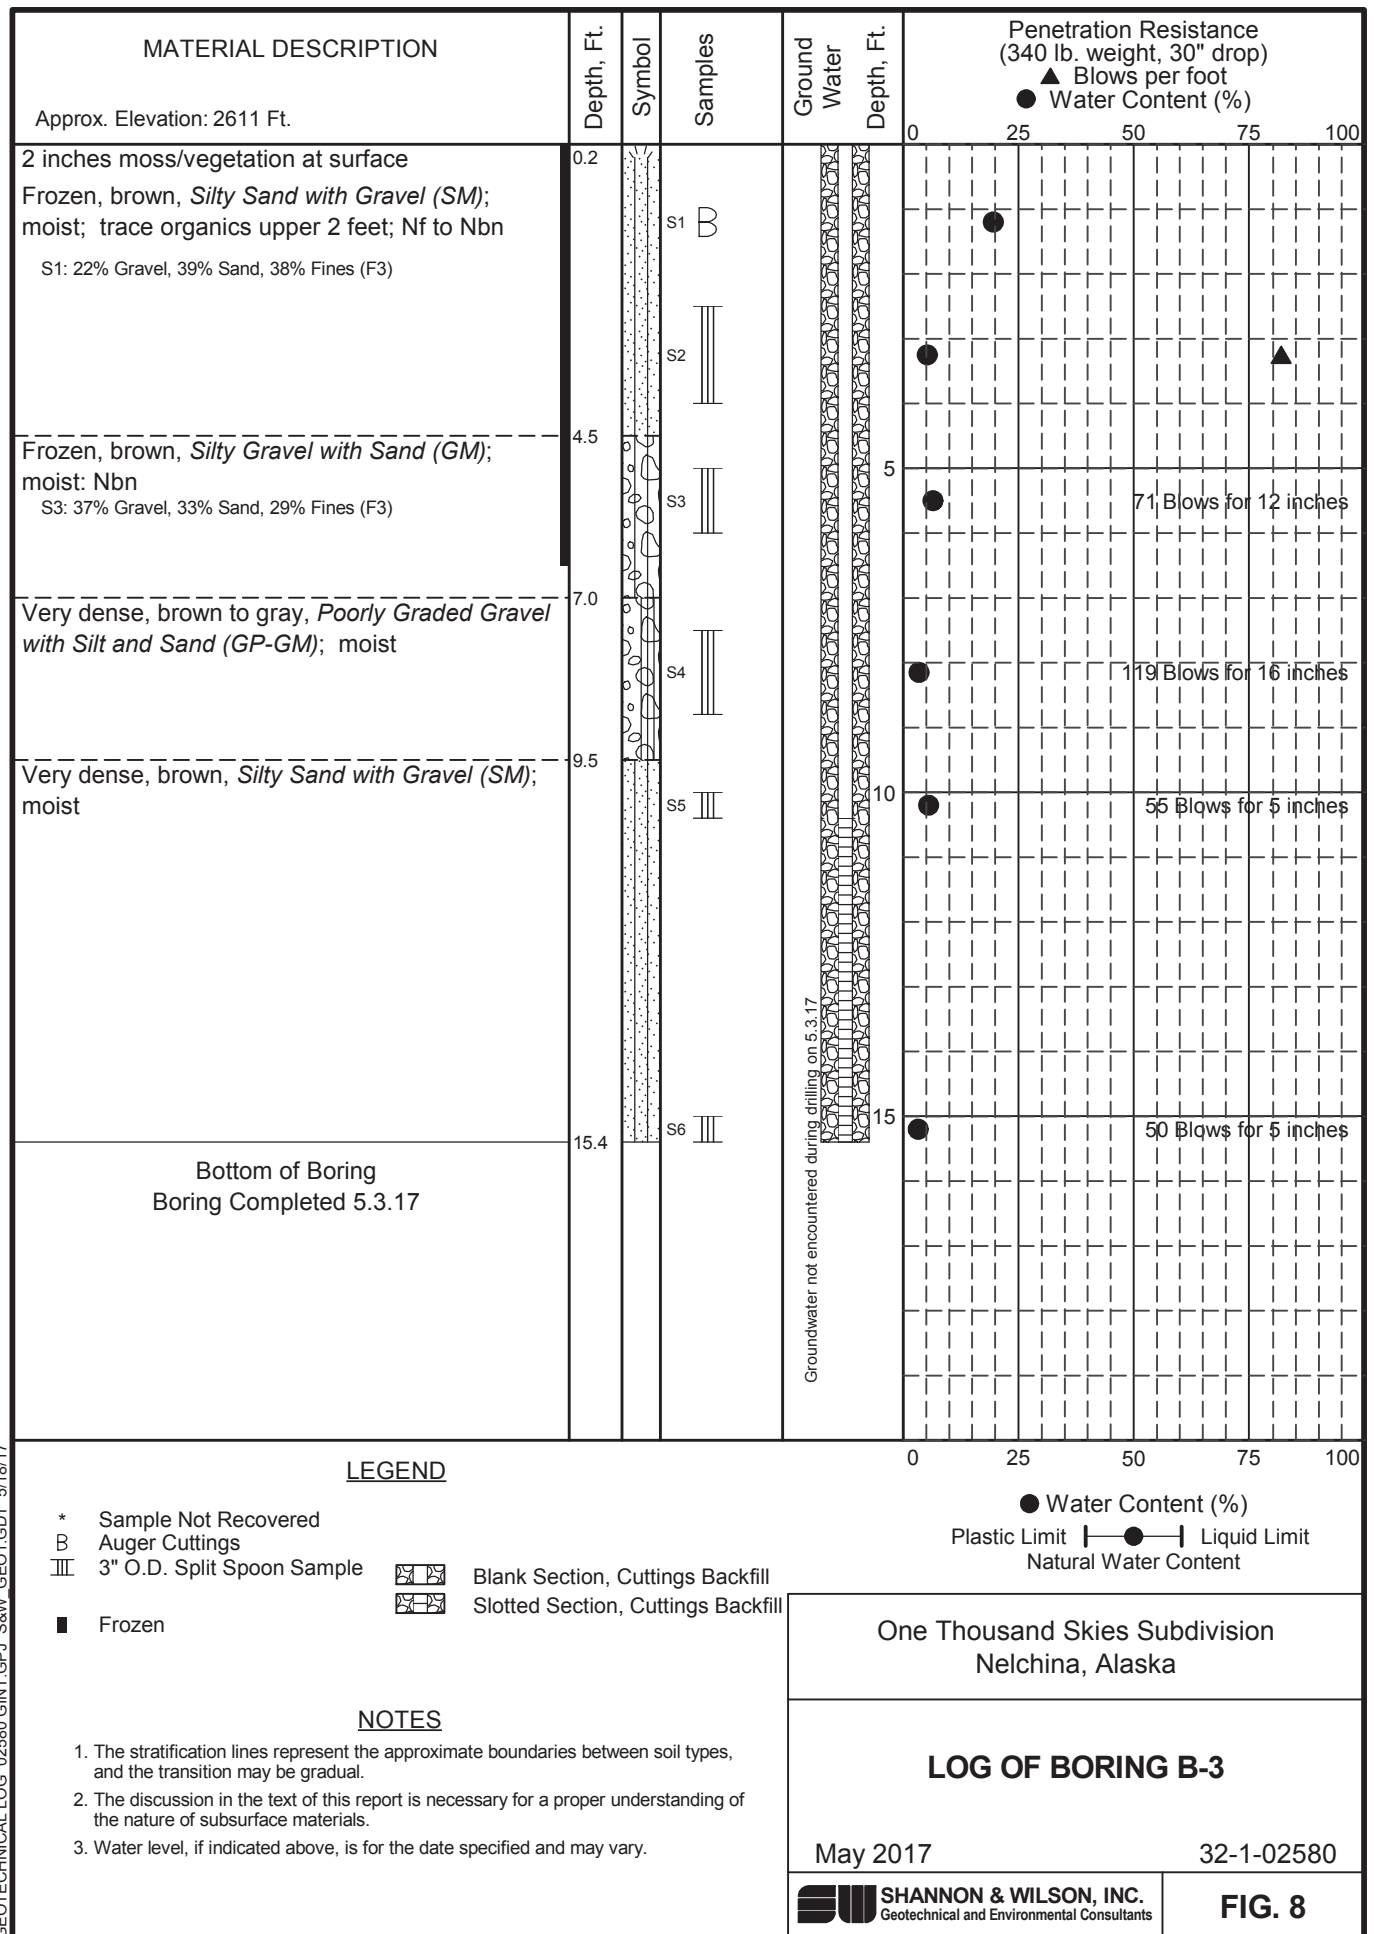 MATERIAL DESCRIPTION
Approx. Elevation: 2611 Ft.
Depth, Ft.
Symbol
Samples
Ground
Water
Depth, Ft.
Penetration Resistance
(340 lb. weight, 30" drop)
▲ Blows per foot
● Water Content (%)
0 25 50 75 100
2 inches moss/vegetation at surface
0.2
Frozen, brown, Silty Sand with Gravel (SM);
moist; trace organics upper 2 feet; Nf to Nbn
S1
S1: 22% Gravel, 39% Sand, 38% Fines (F3)
S2
4.5
Frozen, brown, Silty Gravel with Sand (GM);
moist: Nbn
5
S3: 37% Gravel, 33% Sand, 29% Fines (F3)
S3
71 Blows for 12 inches
7.0
Very dense, brown to gray, Poorly Graded Gravel
with Silt and Sand (GP-GM); moist
S4
119 Blows for 16 inches
9.5
Very dense, brown, Silty Sand with Gravel (SM);
moist
10
S5
55 Blows for 5 inches
Groundwater not encountered during drilling on 5.3.17
15
S6
50 Blows for 5 inches
15.4
Bottom of Boring
Boring Completed 5.3.17
0 25 50 75 100
LEGEND
* Sample Not Recovered
B Auger Cuttings
3" O.D. Split Spoon Sample
Frozen
Blank Section, Cuttings Backfill
Slotted Section, Cuttings Backfill
● Water Content (%)
Plastic Limit Liquid Limit
Natural Water Content
NOTES
1. The stratification lines represent the approximate boundaries between soil types,
and the transition may be gradual.
2. The discussion in the text of this report is necessary for a proper understanding of
the nature of subsurface materials.
3. Water level, if indicated above, is for the date specified and may vary.
One Thousand Skies Subdivision
Nelchina, Alaska
LOG OF BORING B-3
May 2017 32-1-02580
SHANNON & WILSON, INC.
Geotechnical and Environmental Consultants
FIG. 8
GEOTECHNICAL LOG 02580 GINT.GPJ S&W_GEOT.GDT 5/18/17